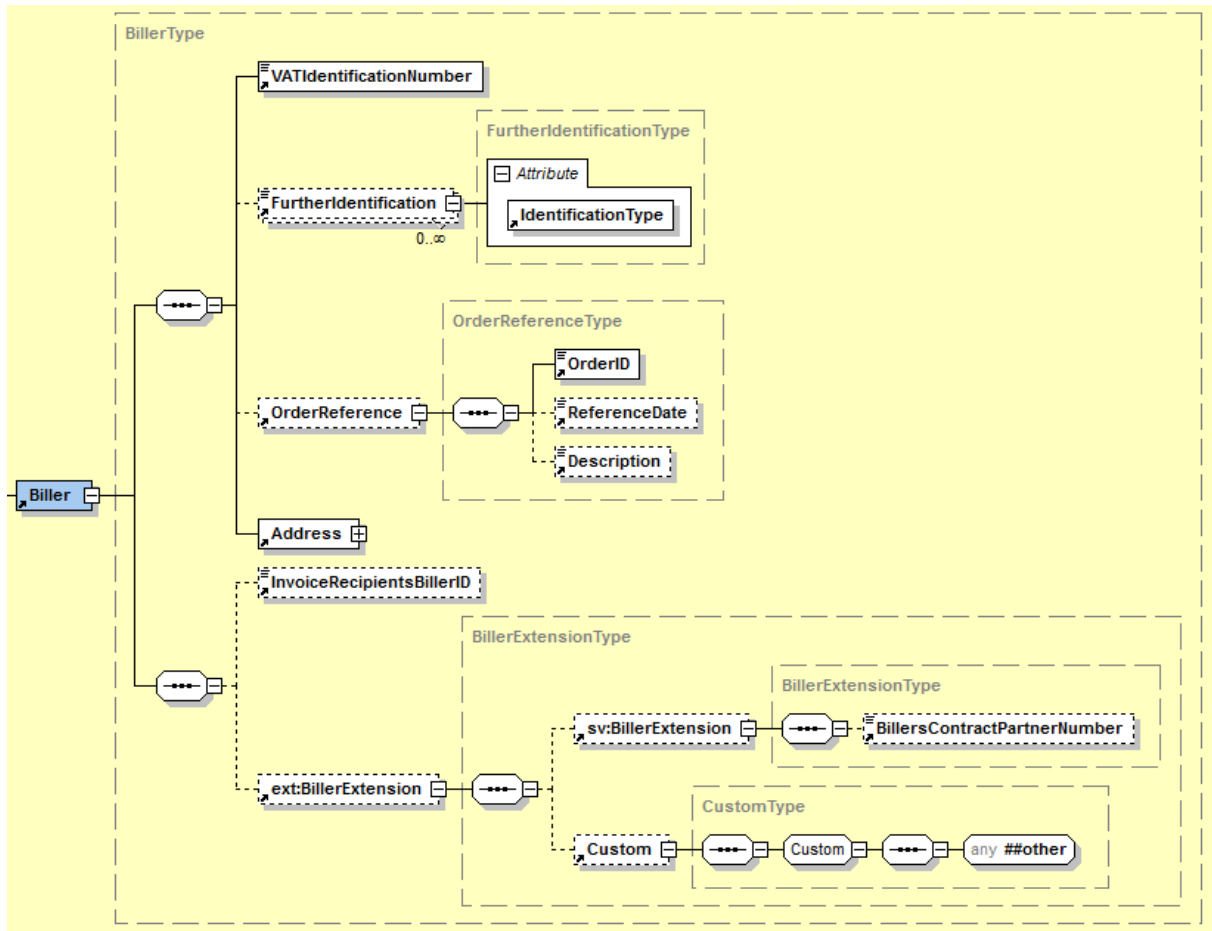 BillerType
VATIdentificationNumber
FurtherIdentificationType
Attribute
FurtherIdentification
IdentificationType
0..∞
OrderReferenceType
OrderID
OrderReference
ReferenceDate
Description
Biller
Address
InvoiceRecipientsBillerID
BillerExtensionType
BillerExtensionType
sv:BillerExtension
BillersContractPartnerNumber
ext:BillerExtension
CustomType
Custom
Custom
any ##other